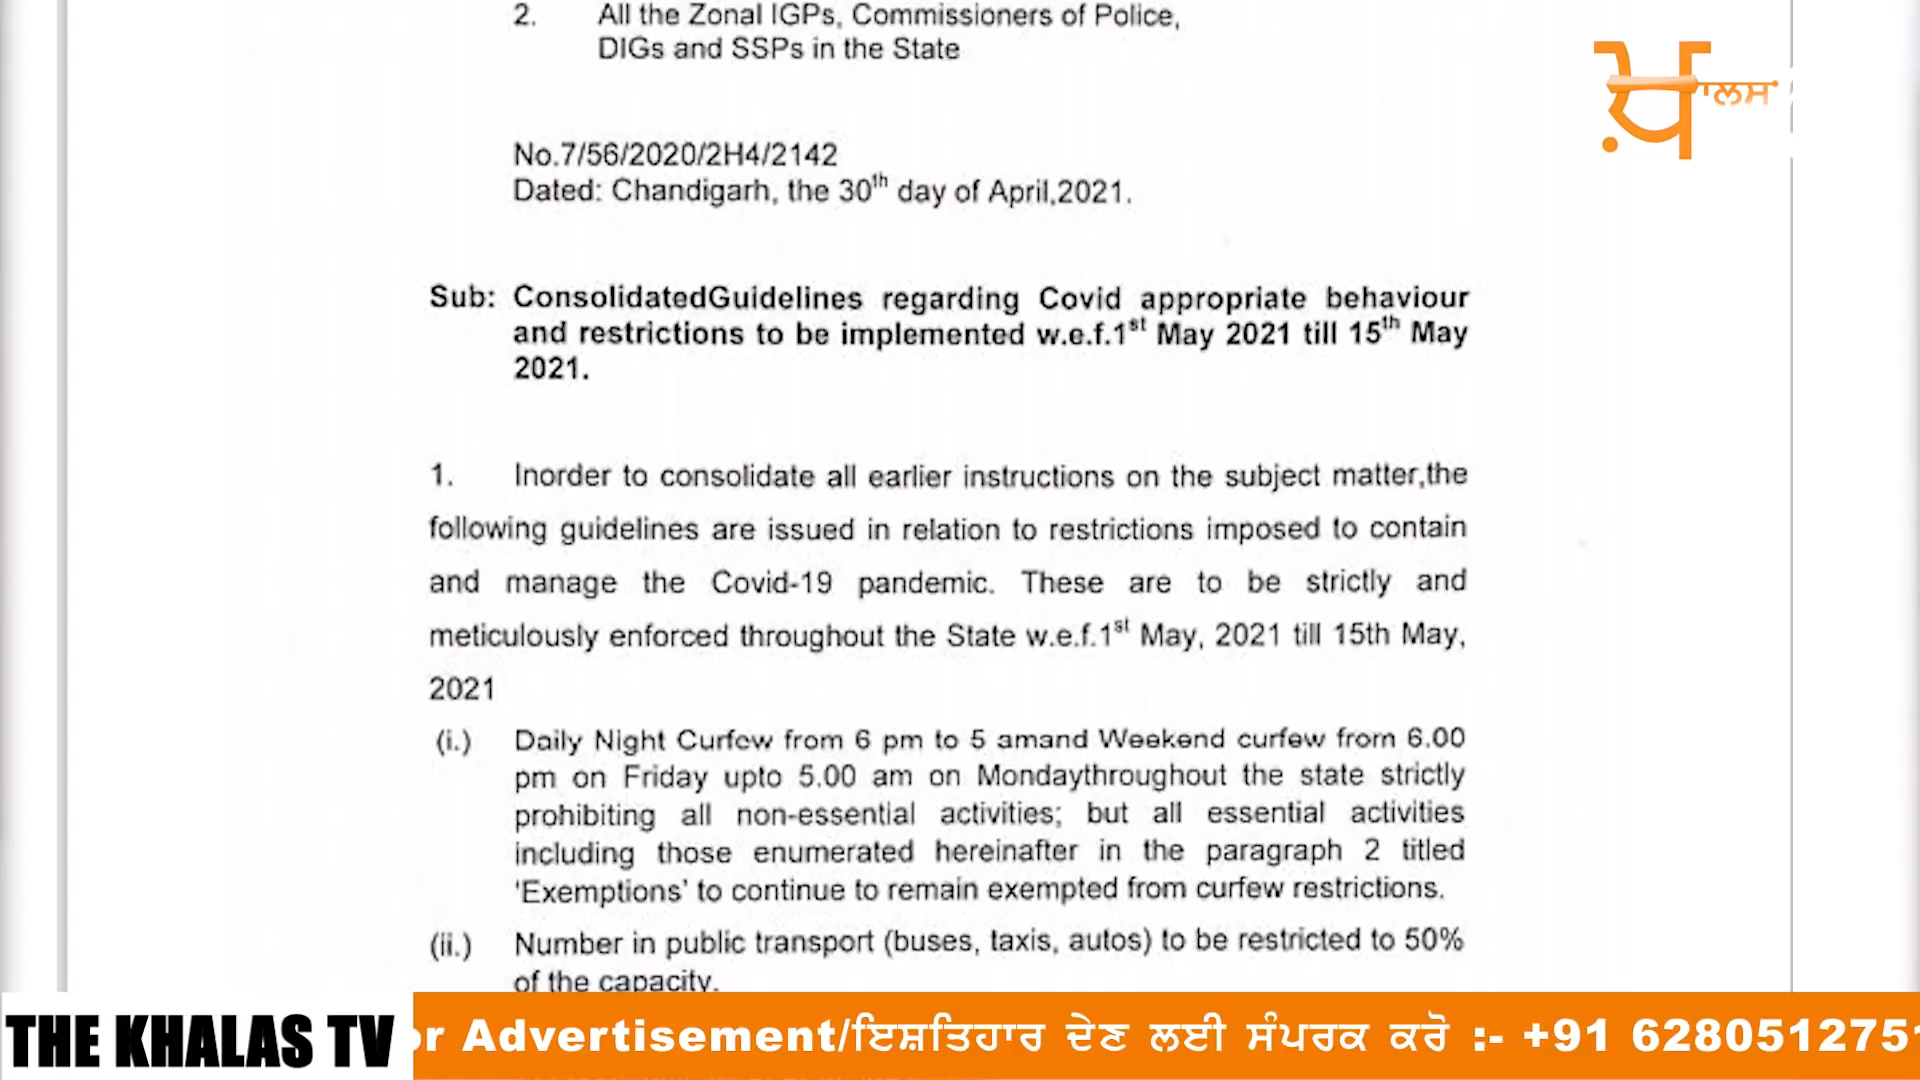 2. All the Zonal IGPs, Commissioners of Police,
DIGs and SSPs in the State
ਖ਼ਾਲਸ
No.7/56/2020/2H4/2142
Dated: Chandigarh, the 30th day of April,2021.
Sub: ConsolidatedGuidelines regarding Covid appropriate behaviour
and restrictions to be implemented w.e.f.1st May 2021 till 15th May
2021.
1. Inorder to consolidate all earlier instructions on the subject matter,the
following guidelines are issued in relation to restrictions imposed to contain
and manage the Covid-19 pandemic. These are to be strictly and
meticulously enforced throughout the State w.e.f.1st May, 2021 till 15th May,
2021
(i.) Daily Night Curfew from 6 pm to 5 amand Weekend curfew from 6.00
pm on Friday upto 5.00 am on Mondaythroughout the state strictly
prohibiting all non-essential activities; but all essential activities
including those enumerated hereinafter in the paragraph 2 titled
'Exemptions' to continue to remain exempted from curfew restrictions.
(ii.) Number in public transport (buses, taxis, autos) to be restricted to 50%
of the capacity.
THE KHALAS TV
or Advertisement/ਇਸ਼ਤਿਹਾਰ ਦੇਣ ਲਈ ਸੰਪਰਕ ਕਰੋ :- +91 628051275